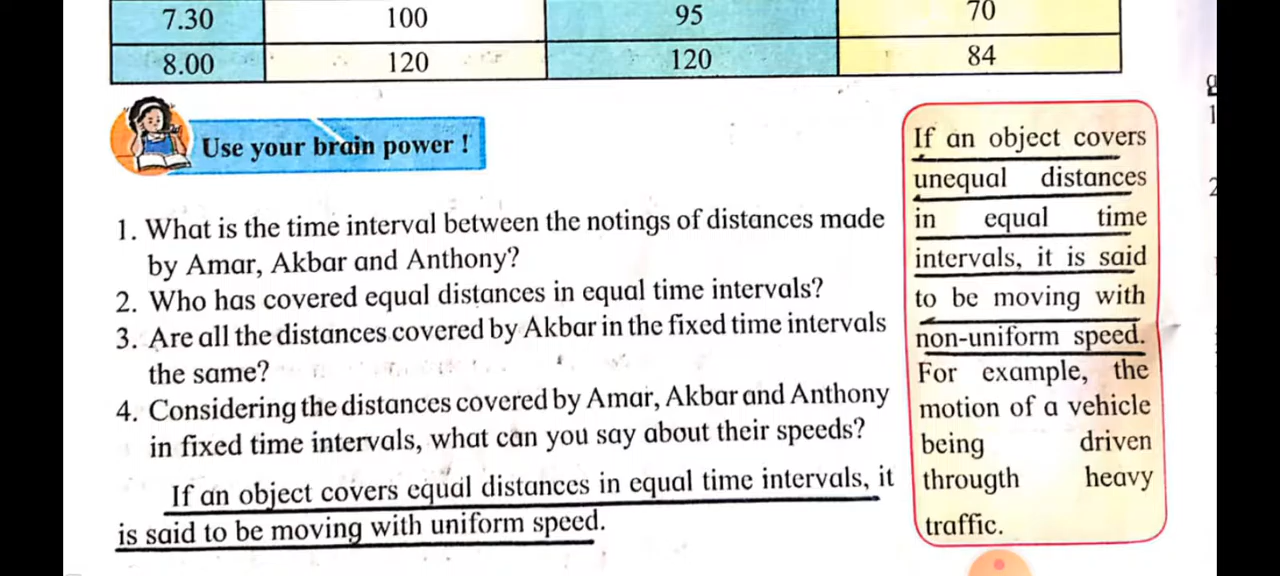 7.30 100 95 70
8.00 120 120 84
Use your brain power !
1. What is the time interval between the notings of distances made
by Amar, Akbar and Anthony?
2. Who has covered equal distances in equal time intervals?
3. Are all the distances covered by Akbar in the fixed time intervals
the same?
4. Considering the distances covered by Amar, Akbar and Anthony
in fixed time intervals, what can you say about their speeds?
If an object covers equal distances in equal time intervals, it
is said to be moving with uniform speed.
If an object covers
unequal distances
in equal time
intervals, it is said
to be moving with
non-uniform speed.
For example, the
motion of a vehicle
being driven
througth heavy
traffic.